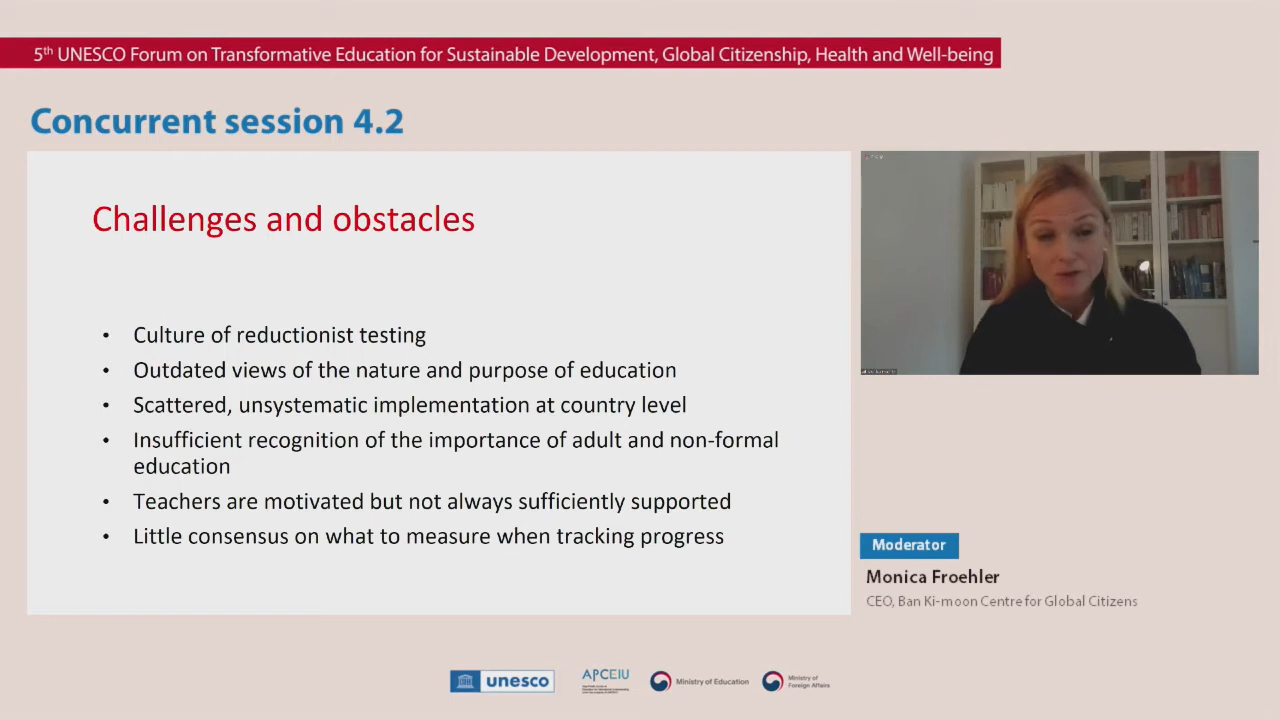 5th UNESCO Forum on Transformative Education for Sustainable Development, Global Citizenship, Health and Well-being
Concurrent session 4.2
Challenges and obstacles
• Culture of reductionist testing
• Outdated views of the nature and purpose of education
• Scattered, unsystematic implementation at country level
• Insufficient recognition of the importance of adult and non-formal
education
• Teachers are motivated but not always sufficiently supported
• Little consensus on what to measure when tracking progress
Moderator
Monica Froehler
CEO, Ban Ki-moon Centre for Global Citizens
unesco
APCEIU
Ministry of Education
Ministry of
Foreign Affairs